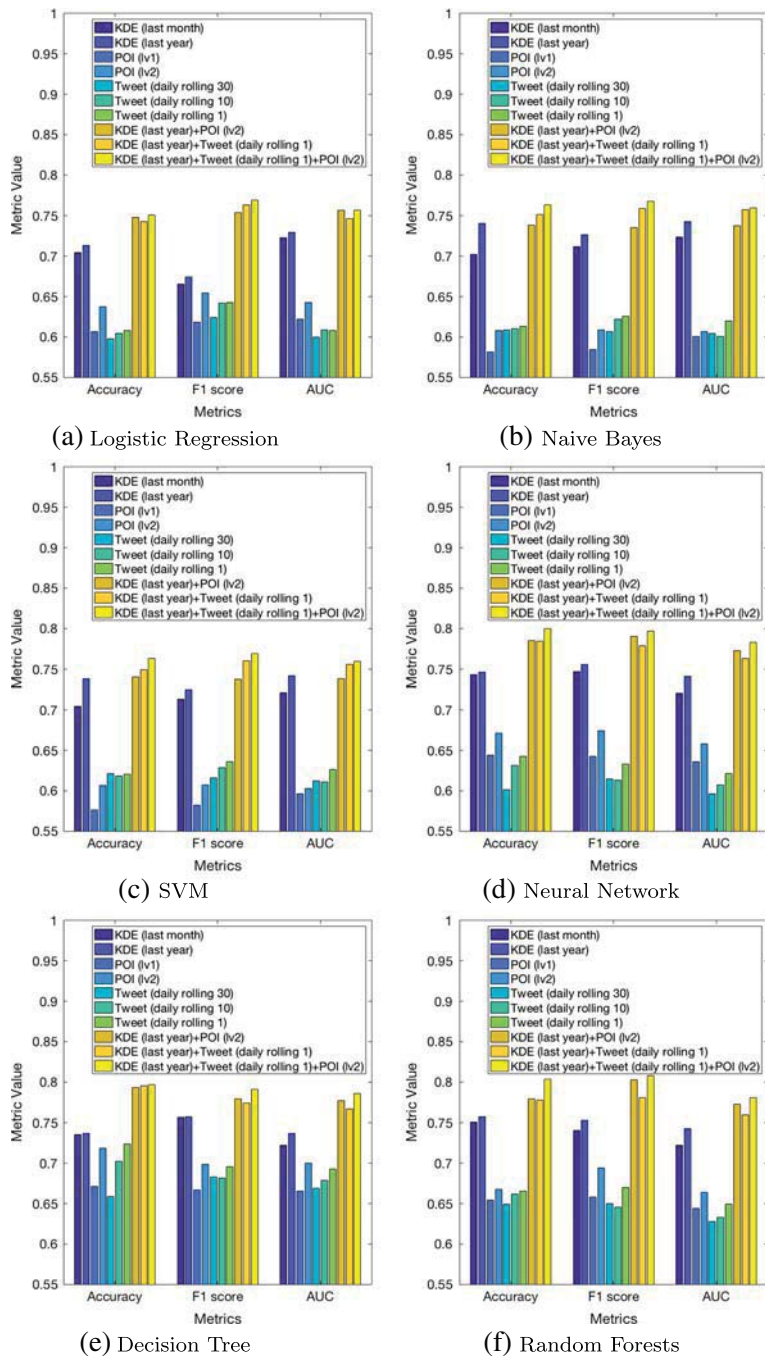 1
0.95
0.9
0.85
0.8
0.75
0.7
0.65
0.6
0.55
Metric Value
KDE (last month)
KDE (last year)
POI (lv1)
POI (lv2)
Tweet (daily rolling 30)
Tweet (daily rolling 10)
Tweet (daily rolling 1)
KDE (last year)+POI (lv2)
KDE (last year)+Tweet (daily rolling 1)
KDE (last year)+Tweet (daily rolling 1)+POI (lv2)
Accuracy F1 score AUC
Metrics
(a) Logistic Regression
1
0.95
0.9
0.85
0.8
0.75
0.7
0.65
0.6
0.55
Metric Value
KDE (last month)
KDE (last year)
POI (lv1)
POI (lv2)
Tweet (daily rolling 30)
Tweet (daily rolling 10)
Tweet (daily rolling 1)
KDE (last year)+POI (lv2)
KDE (last year)+Tweet (daily rolling 1)
KDE (last year)+Tweet (daily rolling 1)+POI (lv2)
Accuracy F1 score AUC
Metrics
(b) Naive Bayes
1
0.95
0.9
0.85
0.8
0.75
0.7
0.65
0.6
0.55
Metric Value
KDE (last month)
KDE (last year)
POI (lv1)
POI (lv2)
Tweet (daily rolling 30)
Tweet (daily rolling 10)
Tweet (daily rolling 1)
KDE (last year)+POI (lv2)
KDE (last year)+Tweet (daily rolling 1)
KDE (last year)+Tweet (daily rolling 1)+POI (lv2)
Accuracy F1 score AUC
Metrics
(c) SVM
1
0.95
0.9
0.85
0.8
0.75
0.7
0.65
0.6
0.55
Metric Value
KDE (last month)
KDE (last year)
POI (lv1)
POI (lv2)
Tweet (daily rolling 30)
Tweet (daily rolling 10)
Tweet (daily rolling 1)
KDE (last year)+POI (lv2)
KDE (last year)+Tweet (daily rolling 1)
KDE (last year)+Tweet (daily rolling 1)+POI (lv2)
Accuracy F1 score AUC
Metrics
(d) Neural Network
1
0.95
0.9
0.85
0.8
0.75
0.7
0.65
0.6
0.55
Metric Value
KDE (last month)
KDE (last year)
POI (lv1)
POI (lv2)
Tweet (daily rolling 30)
Tweet (daily rolling 10)
Tweet (daily rolling 1)
KDE (last year)+POI (lv2)
KDE (last year)+Tweet (daily rolling 1)
KDE (last year)+Tweet (daily rolling 1)+POI (lv2)
Accuracy F1 score AUC
Metrics
(e) Decision Tree
1
0.95
0.9
0.85
0.8
0.75
0.7
0.65
0.6
0.55
Metric Value
KDE (last month)
KDE (last year)
POI (lv1)
POI (lv2)
Tweet (daily rolling 30)
Tweet (daily rolling 10)
Tweet (daily rolling 1)
KDE (last year)+POI (lv2)
KDE (last year)+Tweet (daily rolling 1)
KDE (last year)+Tweet (daily rolling 1)+POI (lv2)
Accuracy F1 score AUC
Metrics
(f) Random Forests